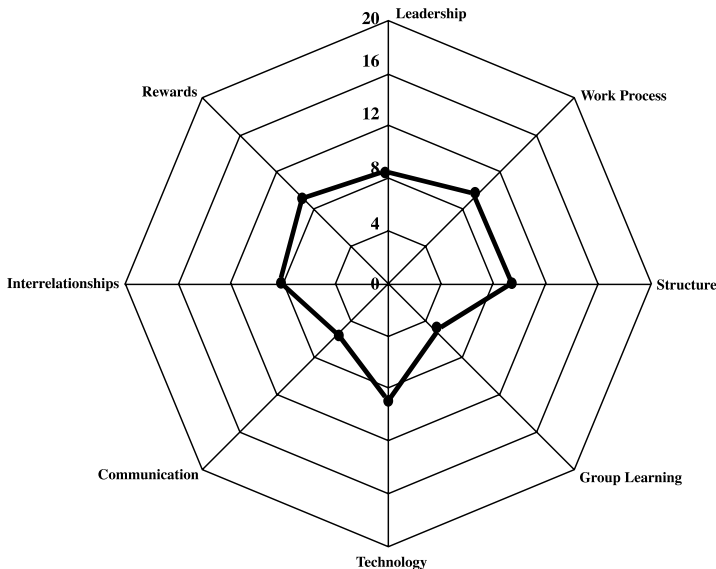 20
Leadership
16
Rewards
Work Process
12
8
4
Interrelationships
0
Structure
Communication
Group Learning
Technology